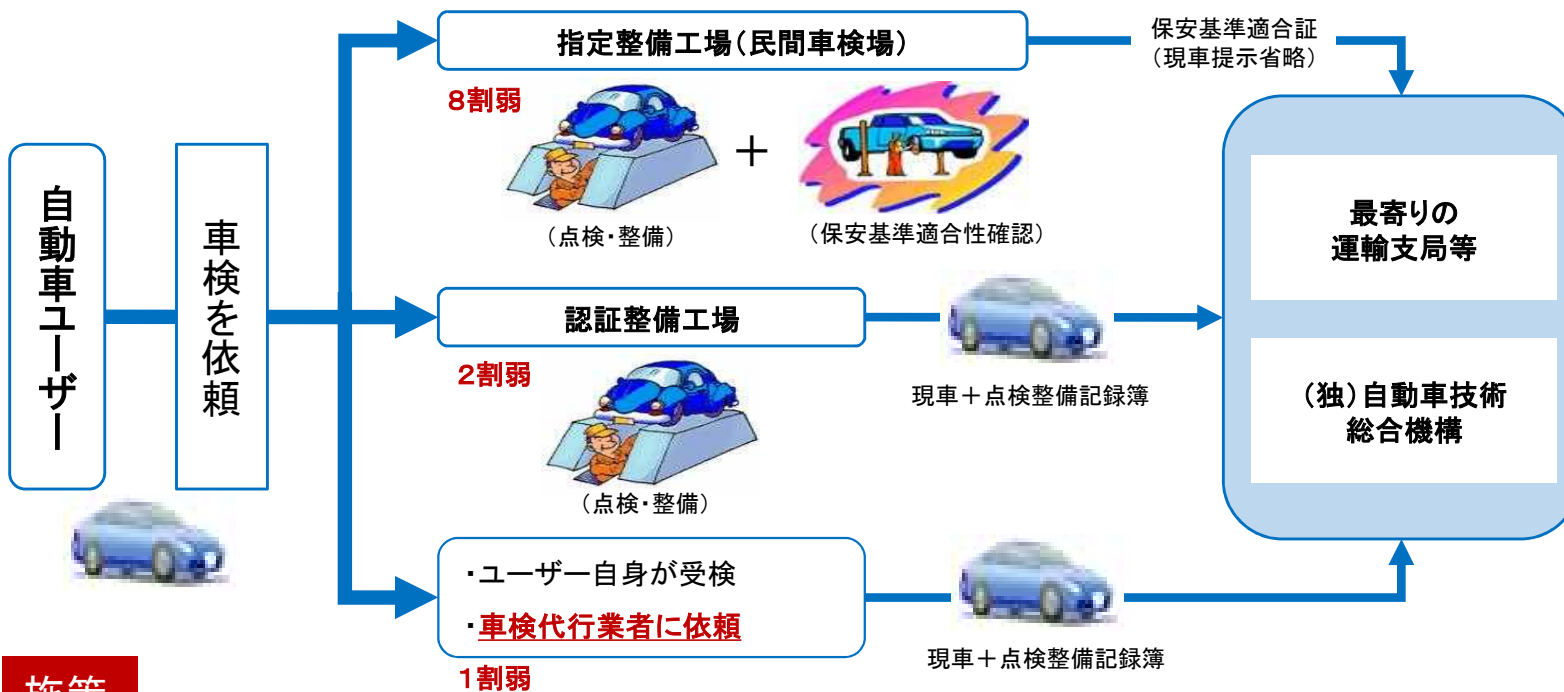 自動車ユーザー
車検を依頼
指定整備工場(民間車検場)
8割弱
+
(点検・整備)
(保安基準適合性確認)
保安基準適合証
(現車提示省略)
認証整備工場
2割弱
(点検・整備)
現車+点検整備記録簿
・ユーザー自身が受検
・車検代行業者に依頼
1割弱
現車+点検整備記録簿
最寄りの
運輸支局等
(独)自動車技術
総合機構
施策